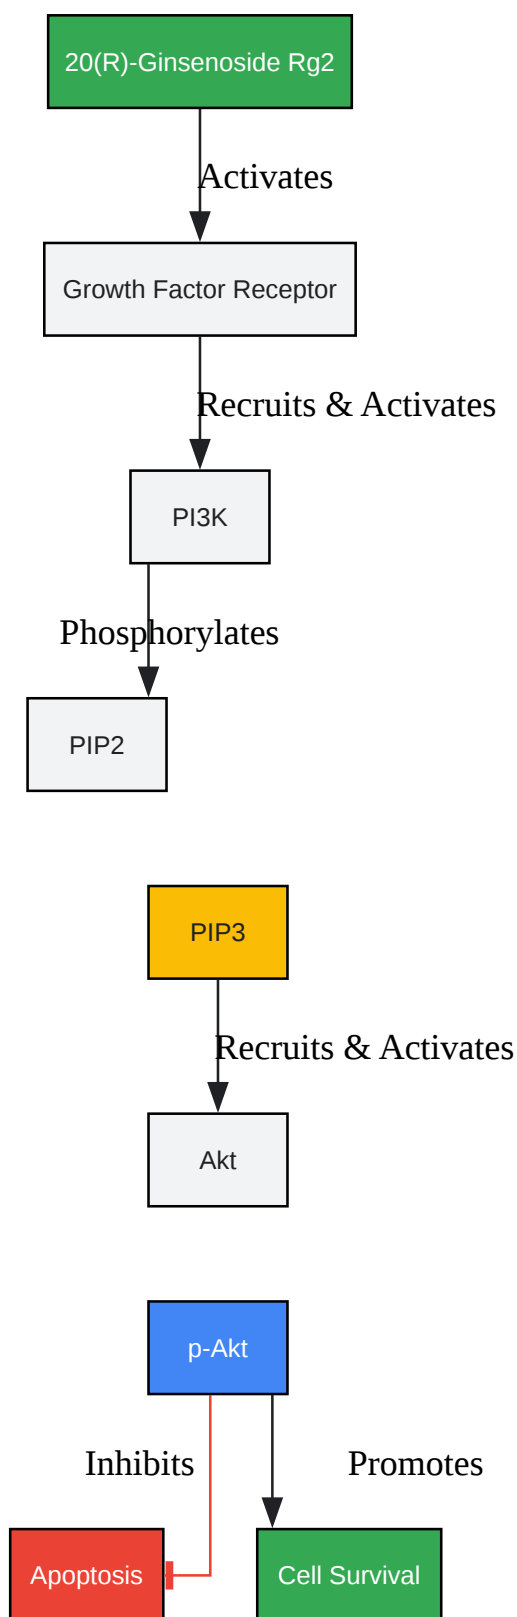 20(R)-Ginsenoside Rg2
Activates
Growth Factor Receptor
Recruits & Activates
PI3K
Phosphorylates
PIP2
PIP3
Recruits & Activates
Akt
p-Akt
Inhibits
Promotes
Apoptosis
Cell Survival